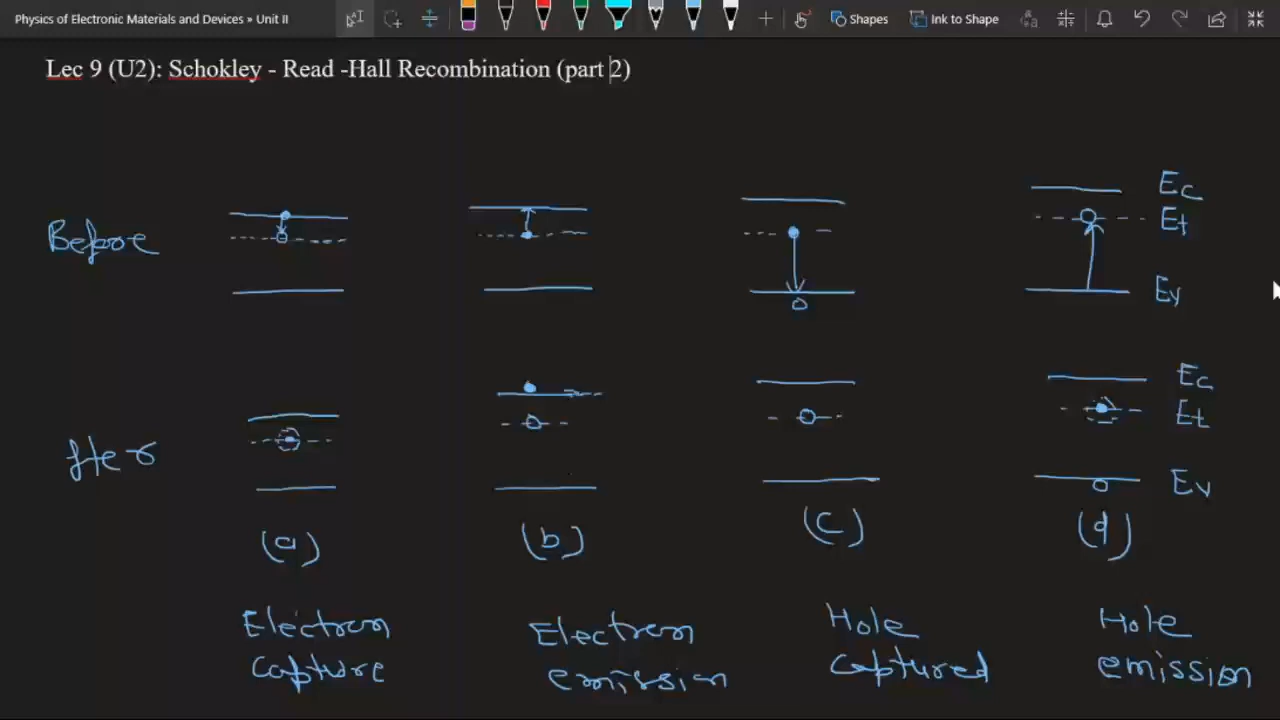 Physics of Electronic Materials and Devices » Unit II
Shapes
Ink to Shape
Lec 9 (U2): Schokley - Read -Hall Recombination (part 2)
Ec
Et
Before
Ev
Ec
Et
After
Ev
(a) (b) (c) (d)
Electron Electron Hole Hole
capture emission captured emission